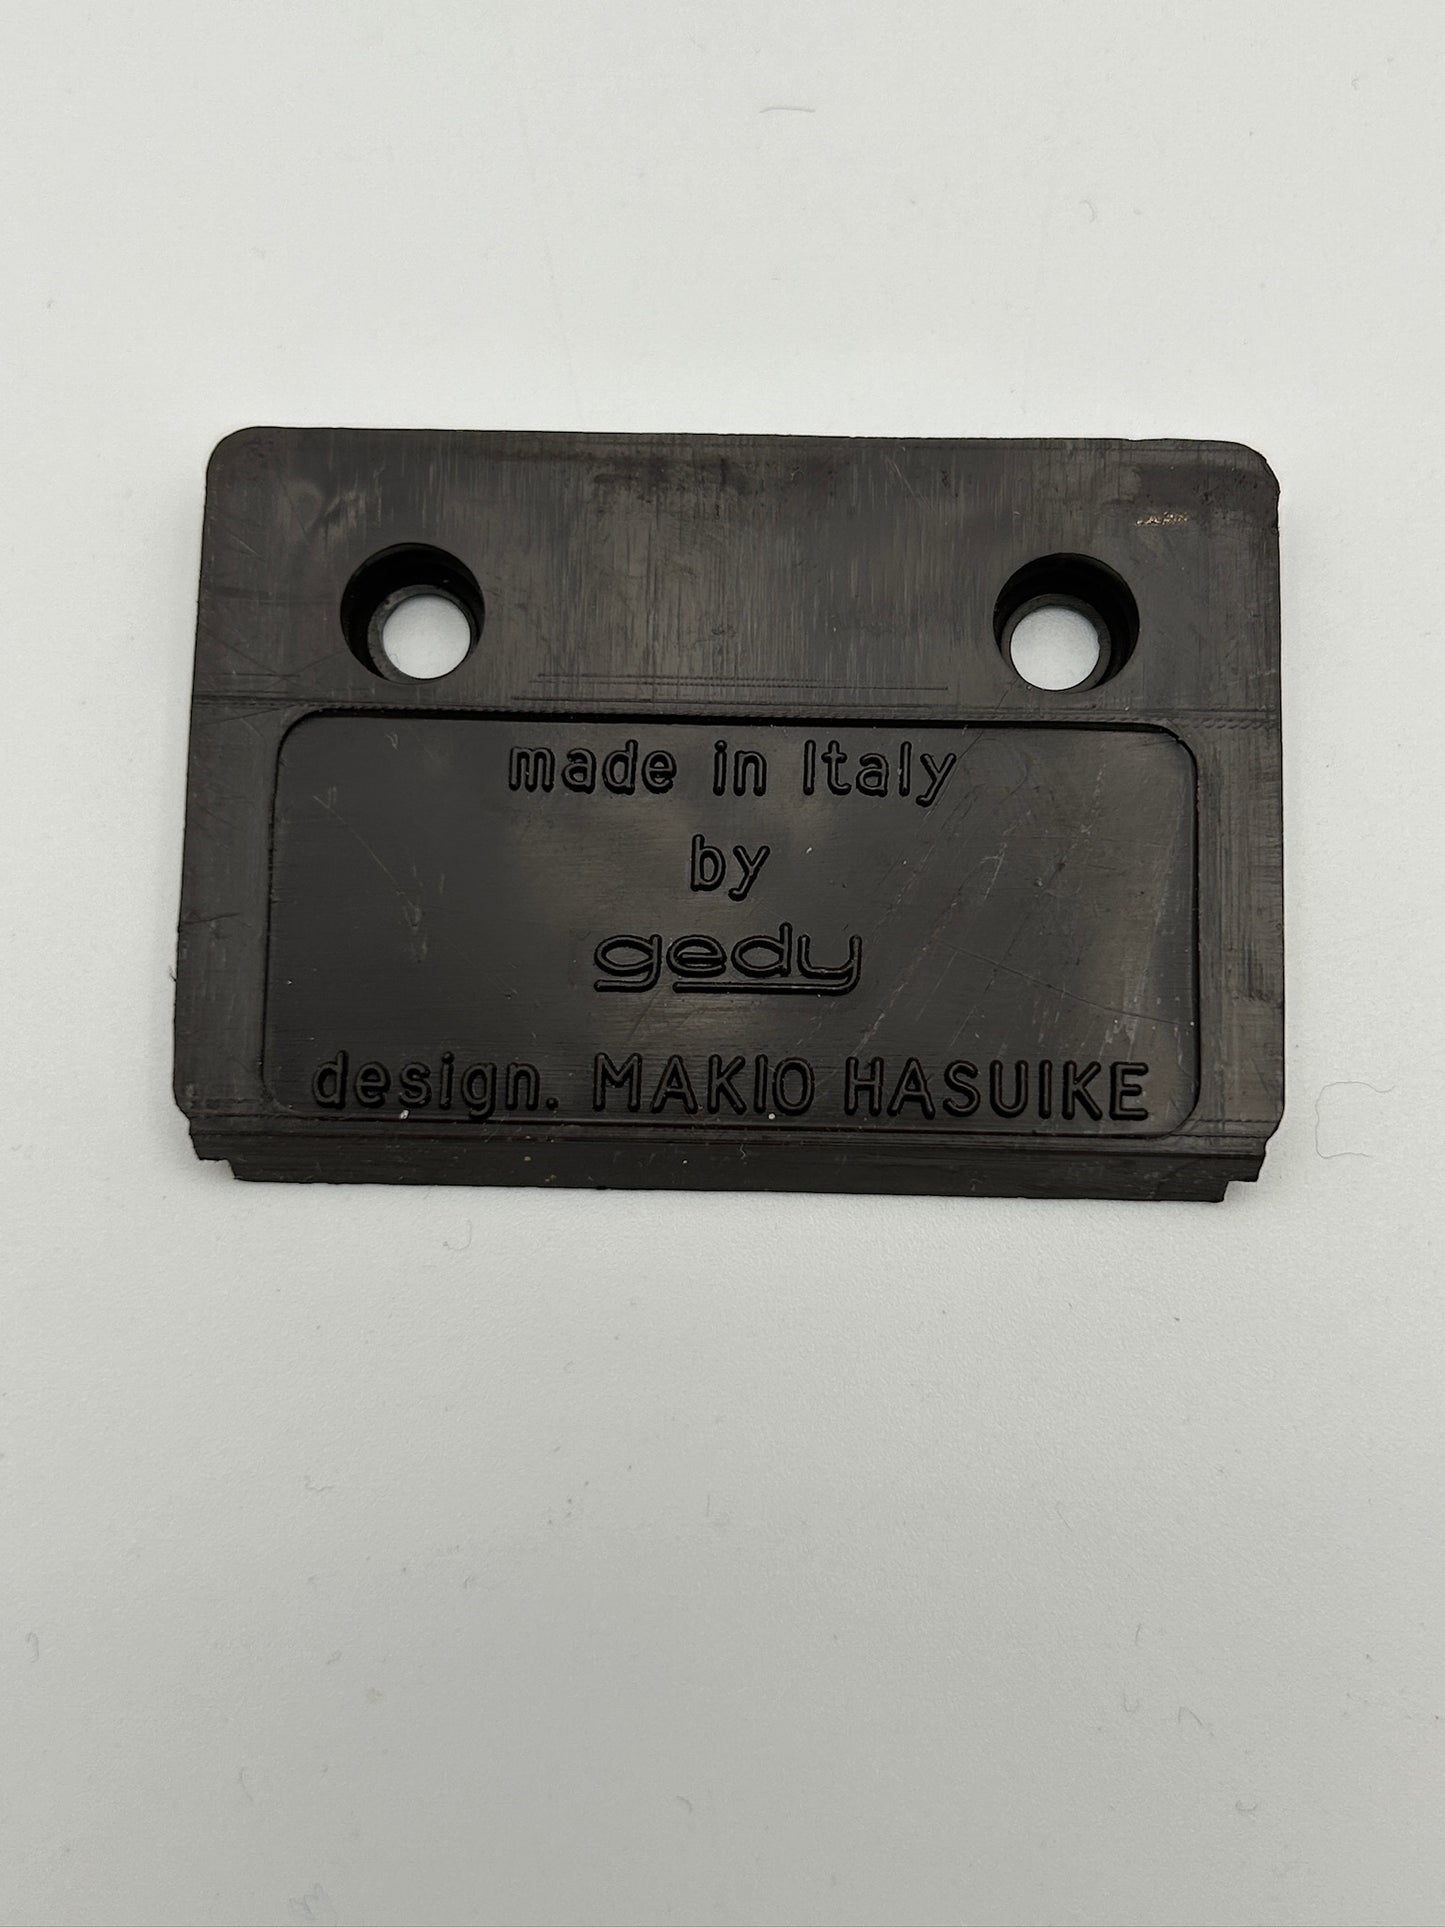 made in Italy
by
gedy
design. MAKIO HASUIKE